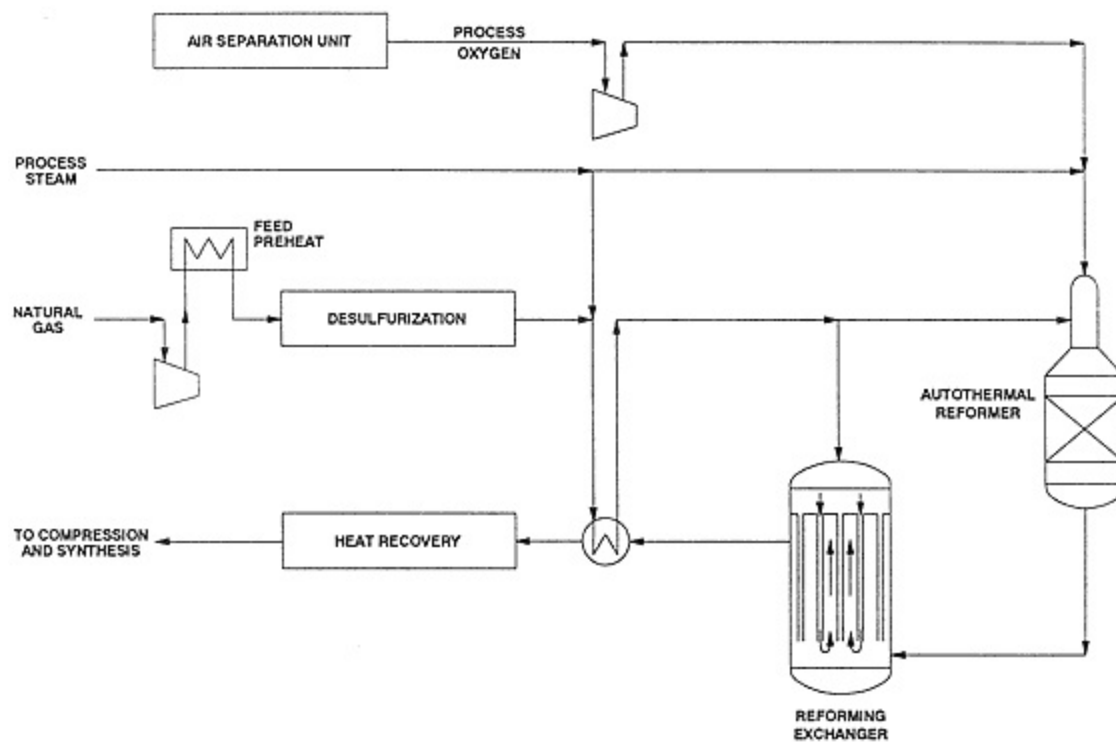 AIR SEPARATION UNIT
PROCESS
OXYGEN
PROCESS
STEAM
FEED
PREHEAT
NATURAL
GAS
DESULFURIZATION
AUTOTHERMAL
REFORMER
TO COMPRESSION
AND SYNTHESIS
HEAT RECOVERY
REFORMING
EXCHANGER